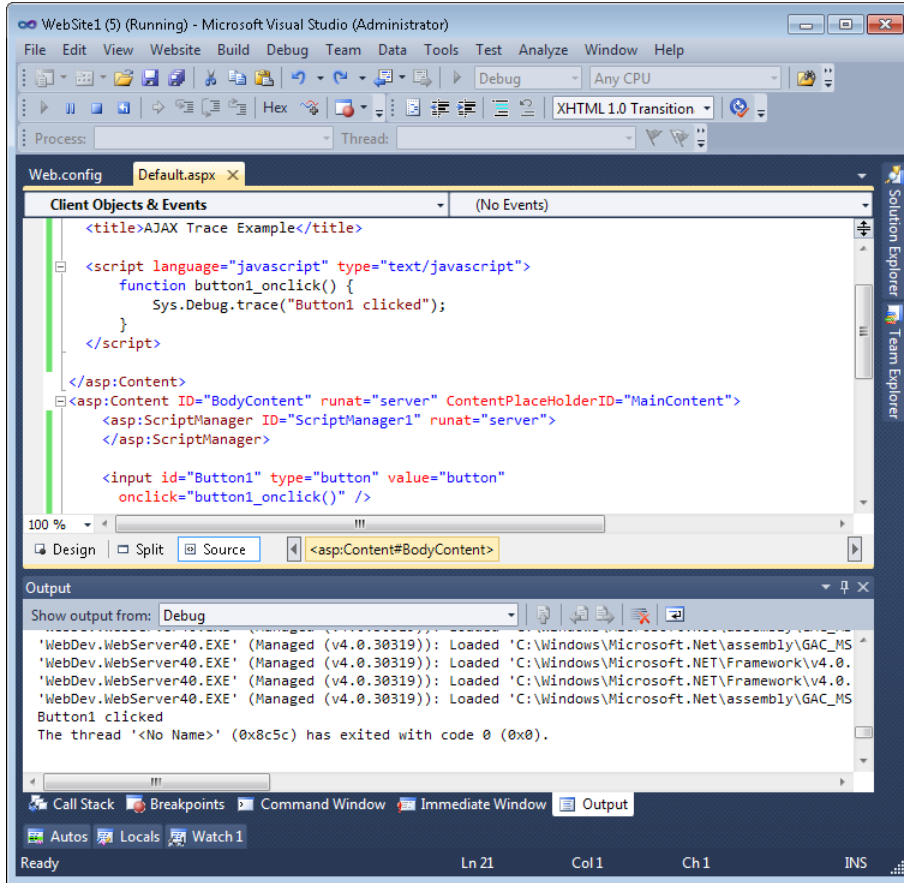 WebSite1 (5) (Running) - Microsoft Visual Studio (Administrator)
File Edit View Website Build Debug Team Data Tools Test Analyze Window Help
Debug Any CPU
Hex XHTML 1.0 Transition
Process: Thread:
Web.config Default.aspx
Client Objects & Events (No Events)
<title>AJAX Trace Example</title>
<script language="javascript" type="text/javascript">
function button1_onclick() {
Sys.Debug.trace("Button1 clicked");
}
</script>
</asp:Content>
<asp:Content ID="BodyContent" runat="server" ContentPlaceHolderID="MainContent">
<asp:ScriptManager ID="ScriptManager1" runat="server">
</asp:ScriptManager>
<input id="Button1" type="button" value="button"
onclick="button1_onclick()" />
100 %
Design Split Source <asp:Content#BodyContent>
Solution Explorer
Team Explorer
Output
Show output from: Debug
'WebDev.WebServer40.EXE' (Managed (v4.0.30319)): Loaded 'C:\Windows\Microsoft.Net\assembly\GAC_MS
'WebDev.WebServer40.EXE' (Managed (v4.0.30319)): Loaded 'C:\Windows\Microsoft.NET\Framework\v4.0.
'WebDev.WebServer40.EXE' (Managed (v4.0.30319)): Loaded 'C:\Windows\Microsoft.NET\Framework\v4.0.
'WebDev.WebServer40.EXE' (Managed (v4.0.30319)): Loaded 'C:\Windows\Microsoft.Net\assembly\GAC_MS
Button1 clicked
The thread '<No Name>' (0x8c5c) has exited with code 0 (0x0).
Call Stack Breakpoints Command Window Immediate Window Output
Autos Locals Watch 1
Ready Ln 21 Col 1 Ch 1 INS